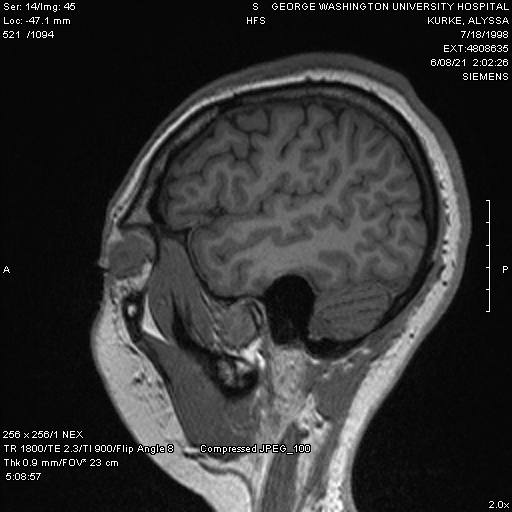 Ser: 14/Img: 45
Loc: -47.1 mm
521 /1094
S GEORGE WASHINGTON UNIVERSITY HOSPITAL
HFS KURKE, ALYSSA
7/18/1998
EXT:4808635
6/08/21 2:02:26
SIEMENS
A
P
256 x 256/1 NEX
TR 1800/TE 2.3/TI 900/Flip Angle 8 Compressed JPEG_100
Thk 0.9 mm/FOV* 23 cm
5:08:57
2.0x